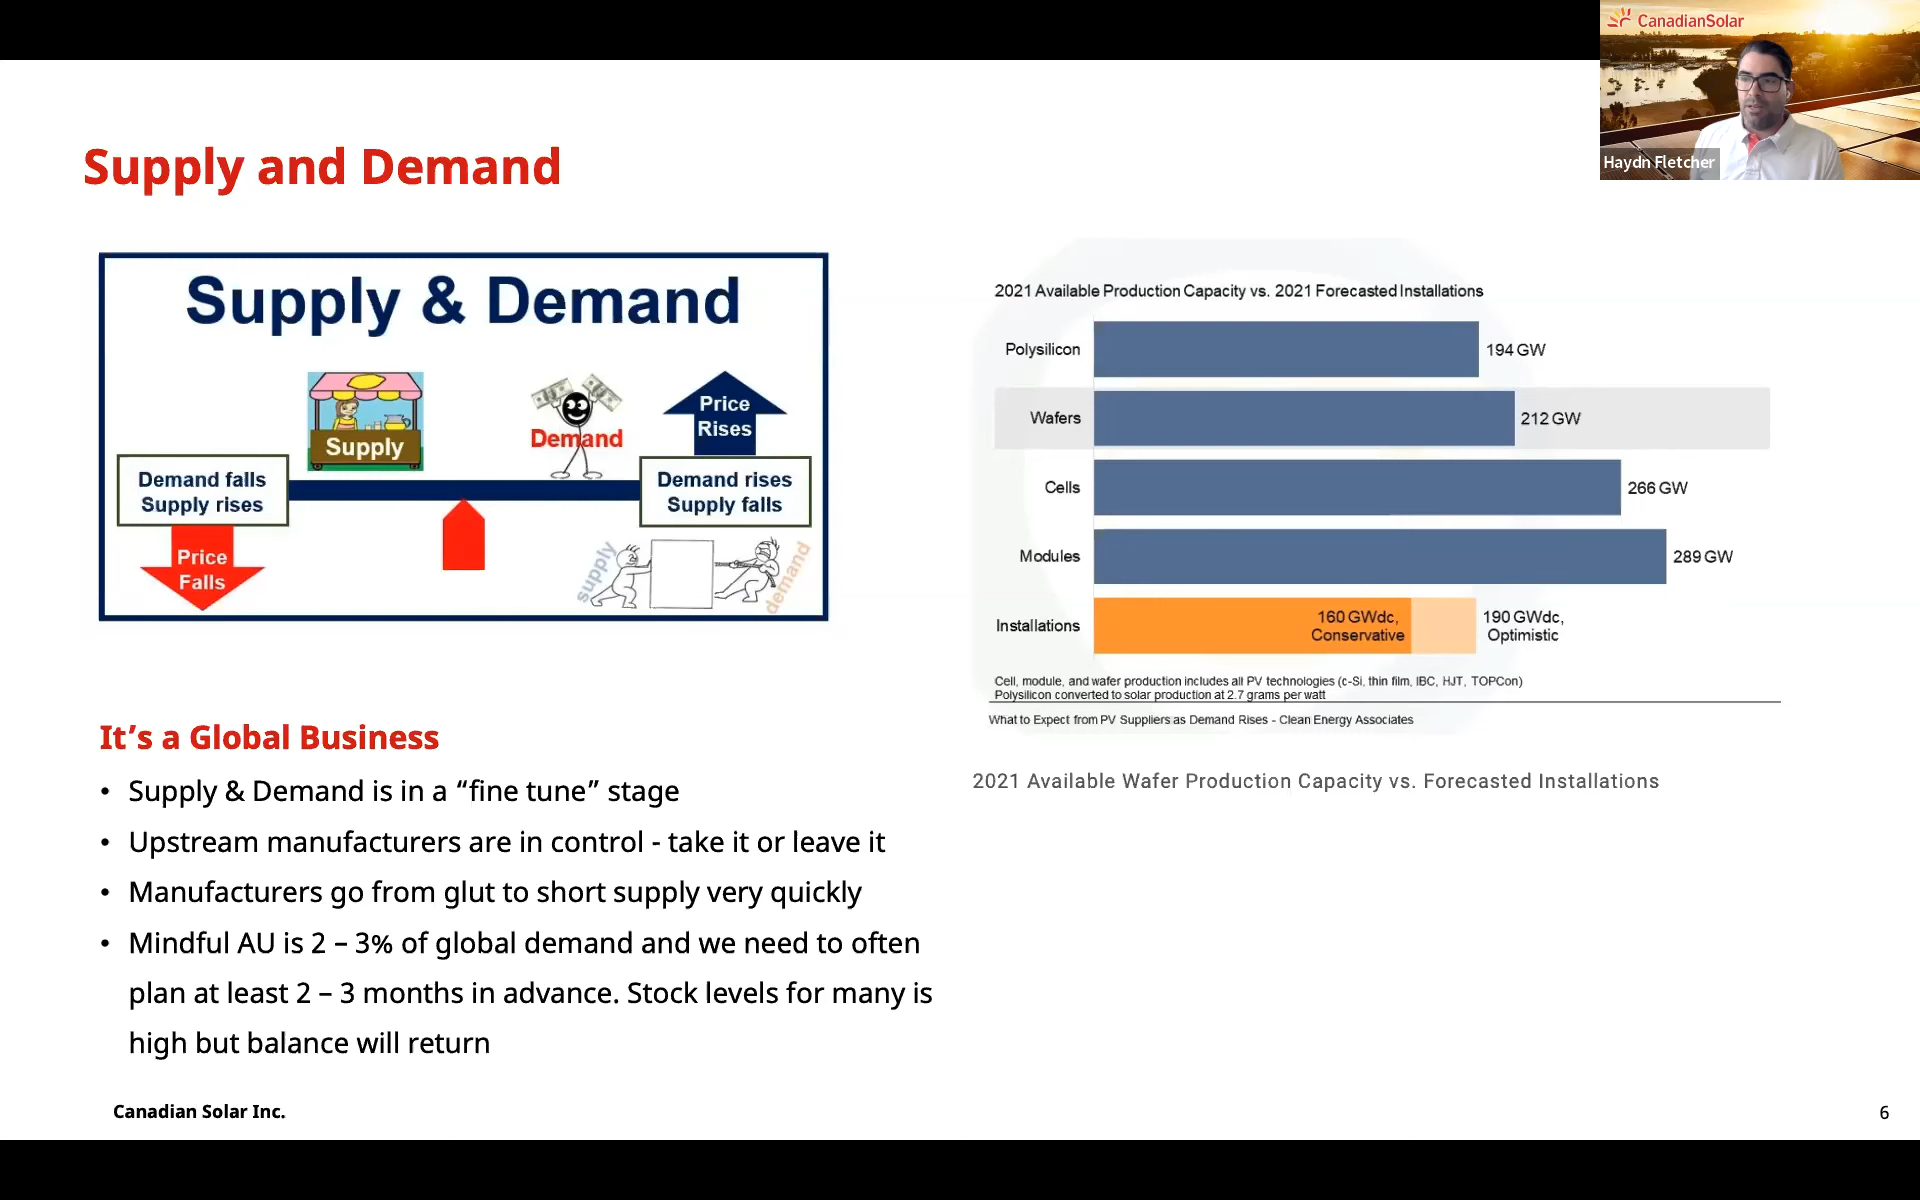 CanadianSolar
Haydn Fletcher
Supply and Demand
Supply & Demand
Supply
Demand
Price
Rises
Demand falls
Supply rises
Demand rises
Supply falls
Price
Falls
supply
demand
2021 Available Production Capacity vs. 2021 Forecasted Installations
Polysilicon 194 GW
Wafers 212 GW
Cells 266 GW
Modules 289 GW
Installations 160 GWdc, Conservative 190 GWdc, Optimistic
Cell, module, and wafer production includes all PV technologies (c-Si, thin film, IBC, HJT, TOPCon)
Polysilicon converted to solar production at 2.7 grams per watt
What to Expect from PV Suppliers as Demand Rises - Clean Energy Associates
2021 Available Wafer Production Capacity vs. Forecasted Installations
It’s a Global Business
• Supply & Demand is in a “fine tune” stage
• Upstream manufacturers are in control - take it or leave it
• Manufacturers go from glut to short supply very quickly
• Mindful AU is 2 – 3% of global demand and we need to often
plan at least 2 – 3 months in advance. Stock levels for many is
high but balance will return
Canadian Solar Inc.
6